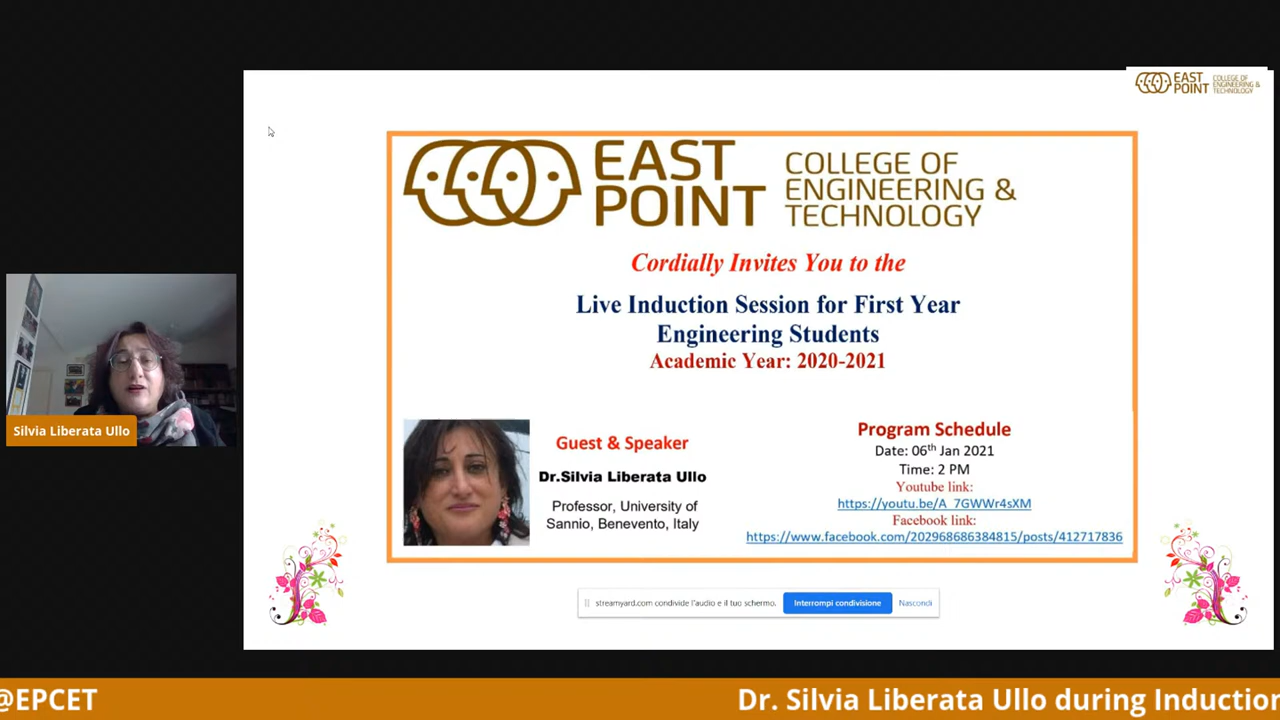 EAST
POINT
COLLEGE OF
ENGINEERING &
TECHNOLOGY
EAST
POINT
COLLEGE OF
ENGINEERING &
TECHNOLOGY
Cordially Invites You to the
Live Induction Session for First Year
Engineering Students
Academic Year: 2020-2021
Guest & Speaker
Dr.Silvia Liberata Ullo
Professor, University of
Sannio, Benevento, Italy
Program Schedule
Date: 06th Jan 2021
Time: 2 PM
Youtube link:
https://youtu.be/A_7GWWr4sXM
Facebook link:
https://www.facebook.com/202968686384815/posts/412717836
Silvia Liberata Ullo
streamyard.com condivide l'audio e il tuo schermo.
Interrompi condivisione
Nascondi
@EPCET
Dr. Silvia Liberata Ullo during Induction